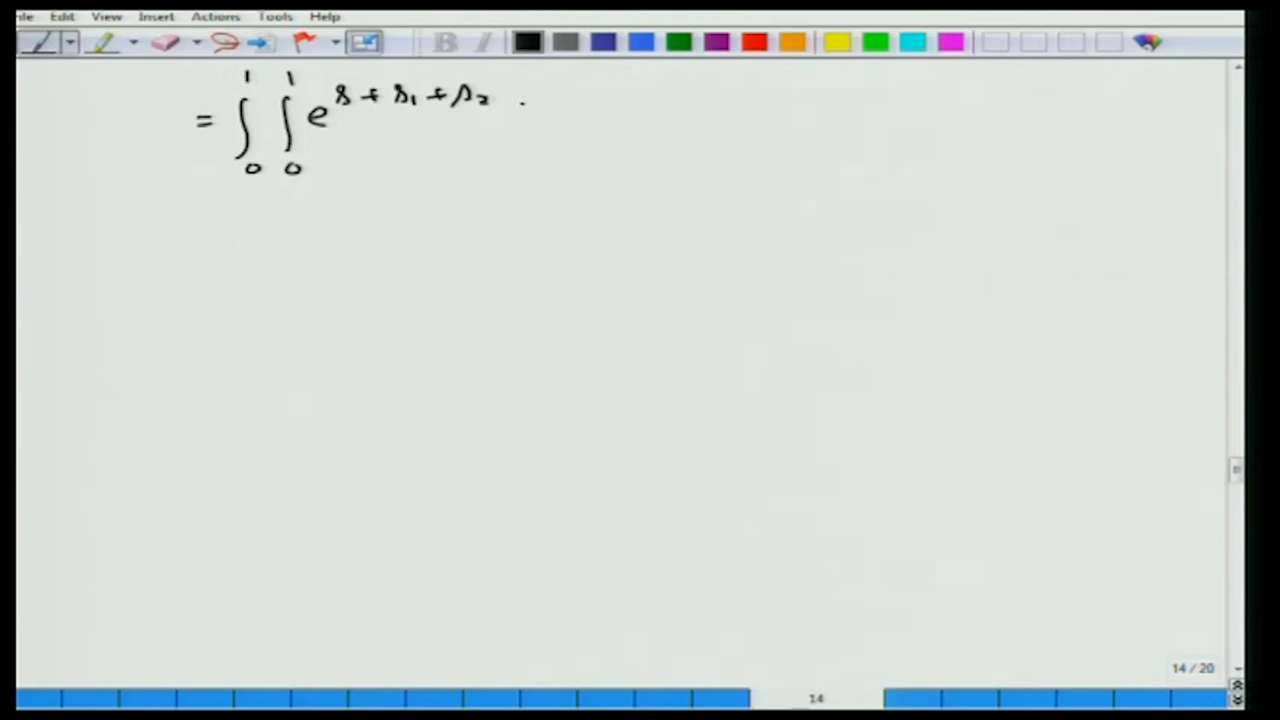 File Edit View Insert Actions Tools Help
B I
= ∫₀¹ ∫₀¹ e^{s + s₁ + s₂} .
14 / 20
14